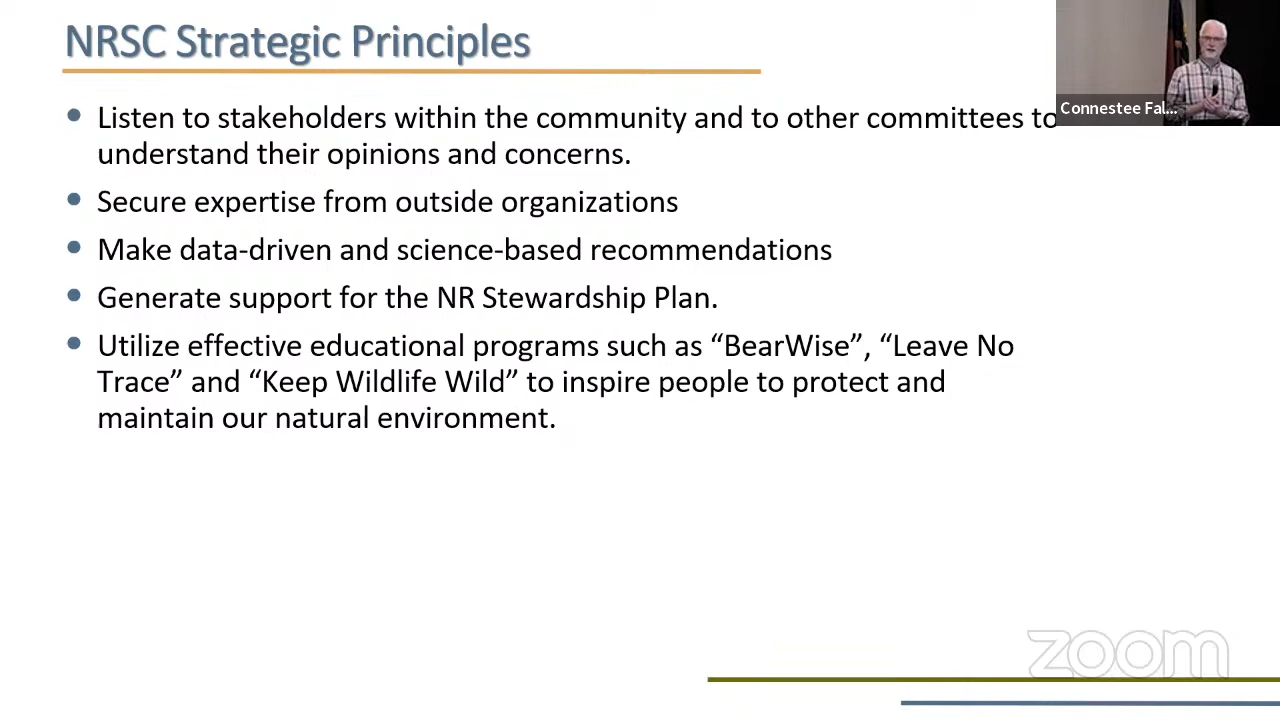 NRSC Strategic Principles
Connestee Fal...
Listen to stakeholders within the community and to other committees to
understand their opinions and concerns.
Secure expertise from outside organizations
Make data-driven and science-based recommendations
Generate support for the NR Stewardship Plan.
Utilize effective educational programs such as “BearWise”, “Leave No
Trace” and “Keep Wildlife Wild” to inspire people to protect and
maintain our natural environment.
zoom